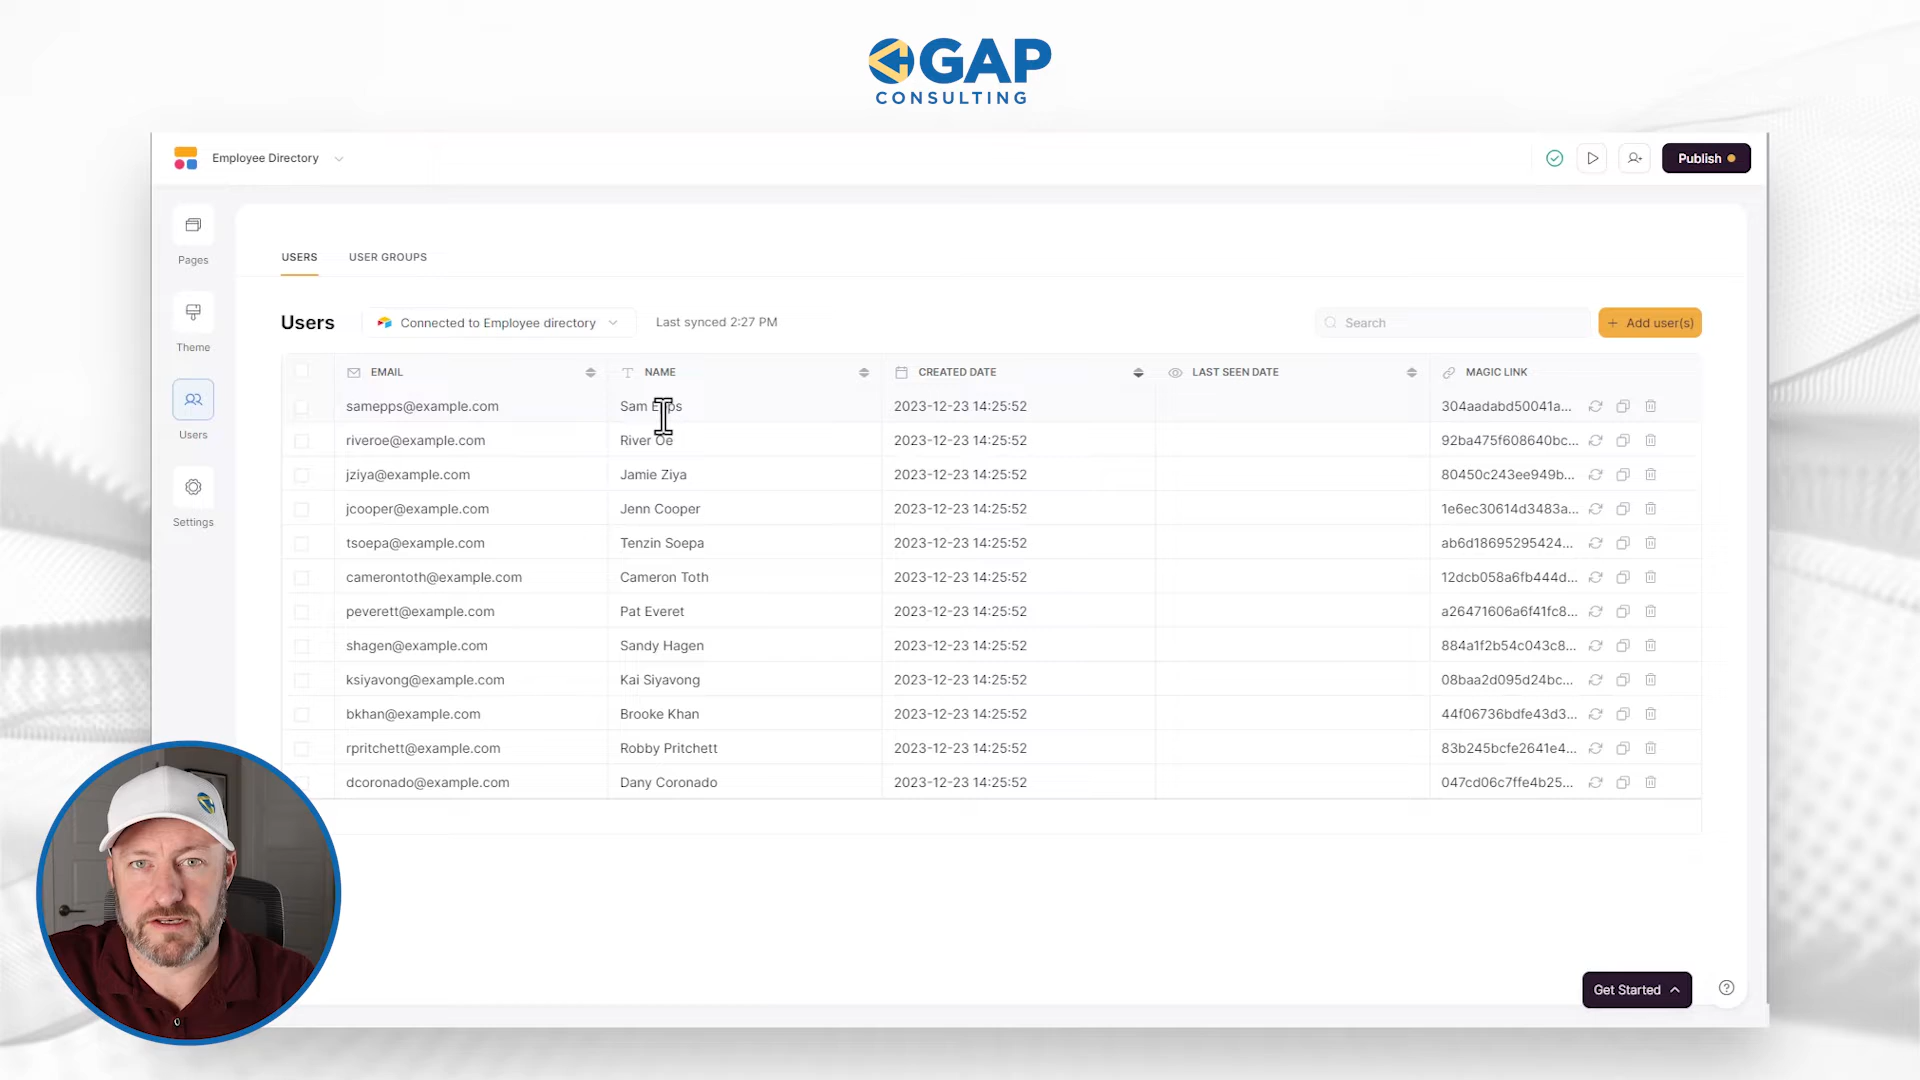 GAP
CONSULTING
Employee Directory
Publish
Pages
Theme
Users
Settings
USERS USER GROUPS
Users Connected to Employee directory Last synced 2:27 PM Search + Add user(s)
EMAIL NAME CREATED DATE LAST SEEN DATE MAGIC LINK
samepps@example.com Sam 2023-12-23 14:25:52 304aadabd50041a...
riveroe@example.com River Oe 2023-12-23 14:25:52 92ba475f608640bc...
jziya@example.com Jamie Ziya 2023-12-23 14:25:52 80450c243ee949b...
jcooper@example.com Jenn Cooper 2023-12-23 14:25:52 1e6ec30614d3483a...
tsoepa@example.com Tenzin Soepa 2023-12-23 14:25:52 ab6d18695295424...
camerontoth@example.com Cameron Toth 2023-12-23 14:25:52 12dcb058a6fb444d...
peverett@example.com Pat Everet 2023-12-23 14:25:52 a26471606a6f41fc8...
shagen@example.com Sandy Hagen 2023-12-23 14:25:52 884a1f2b54c043c8...
ksiyavong@example.com Kai Siyavong 2023-12-23 14:25:52 08baa2d095d24bc...
bkhan@example.com Brooke Khan 2023-12-23 14:25:52 44f06736bdfe43d3...
rpritchett@example.com Robby Pritchett 2023-12-23 14:25:52 83b245bcfe2641e4...
dcoronado@example.com Dany Coronado 2023-12-23 14:25:52 047cd06c7ffe4b25...
Get Started